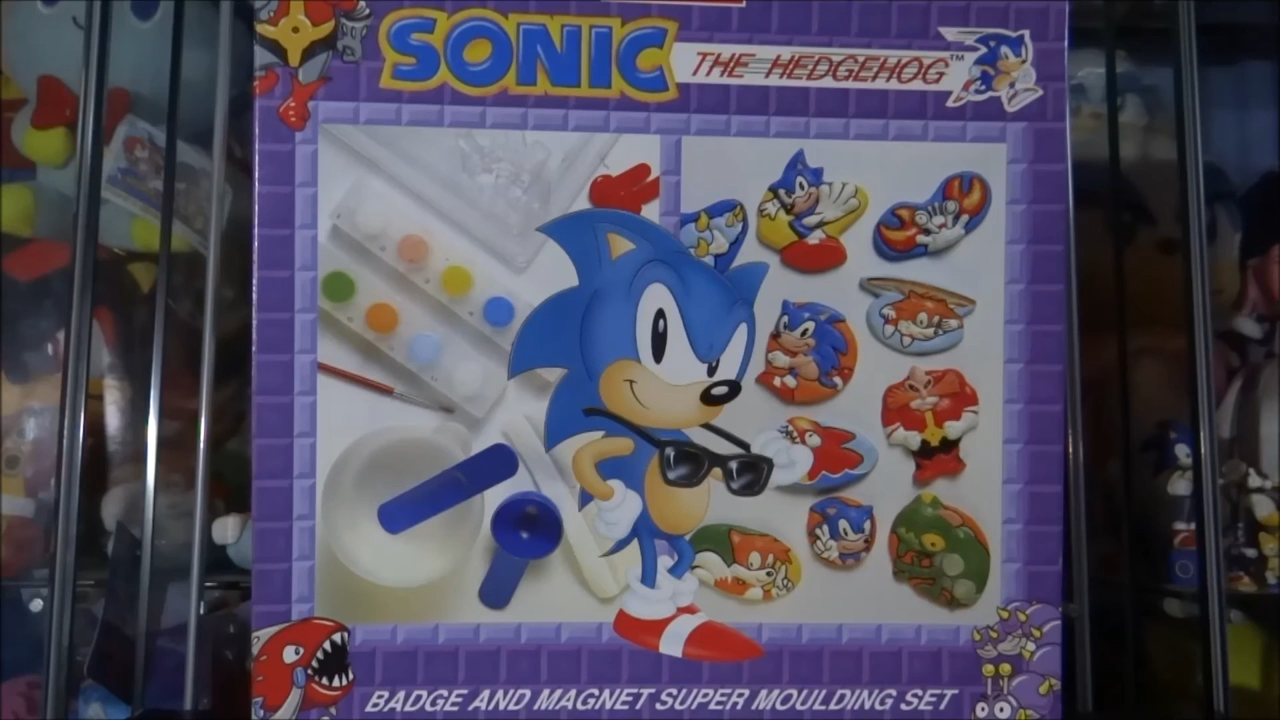 SONIC
THE HEDGEHOG™
BADGE AND MAGNET SUPER MOULDING SET